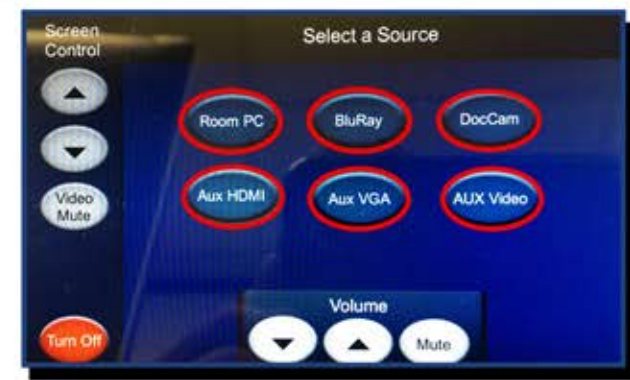 Screen
Control
Select a Source
Room PC
BluRay
DocCam
Aux HDMI
Aux VGA
AUX Video
Video
Mute
Volume
Mute
Turn Off